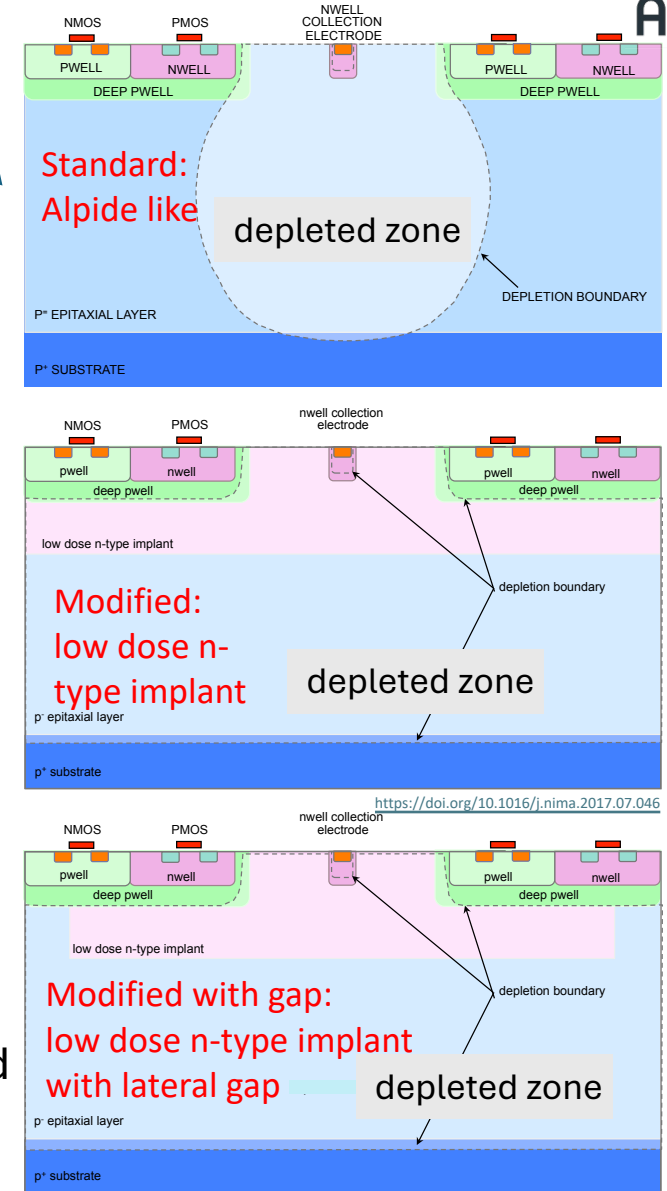 NWELL
COLLECTION
ELECTRODE
NMOS
PMOS
PWELL
NWELL
PWELL
NWELL
DEEP PWELL
DEEP PWELL
Standard:
Alpide like
depleted zone
DEPLETION BOUNDARY
P⁼ EPITAXIAL LAYER
P⁺ SUBSTRATE
nwell collection
electrode
NMOS
PMOS
pwell
nwell
pwell
nwell
deep pwell
deep pwell
low dose n-type implant
depletion boundary
Modified:
low dose n-
type implant
depleted zone
p⁻ epitaxial layer
p⁺ substrate
https://doi.org/10.1016/j.nima.2017.07.046
nwell collection
electrode
NMOS
PMOS
pwell
nwell
pwell
nwell
deep pwell
deep pwell
low dose n-type implant
depletion boundary
Modified with gap:
low dose n-type implant
with lateral gap
depleted zone
p⁻ epitaxial layer
p⁺ substrate